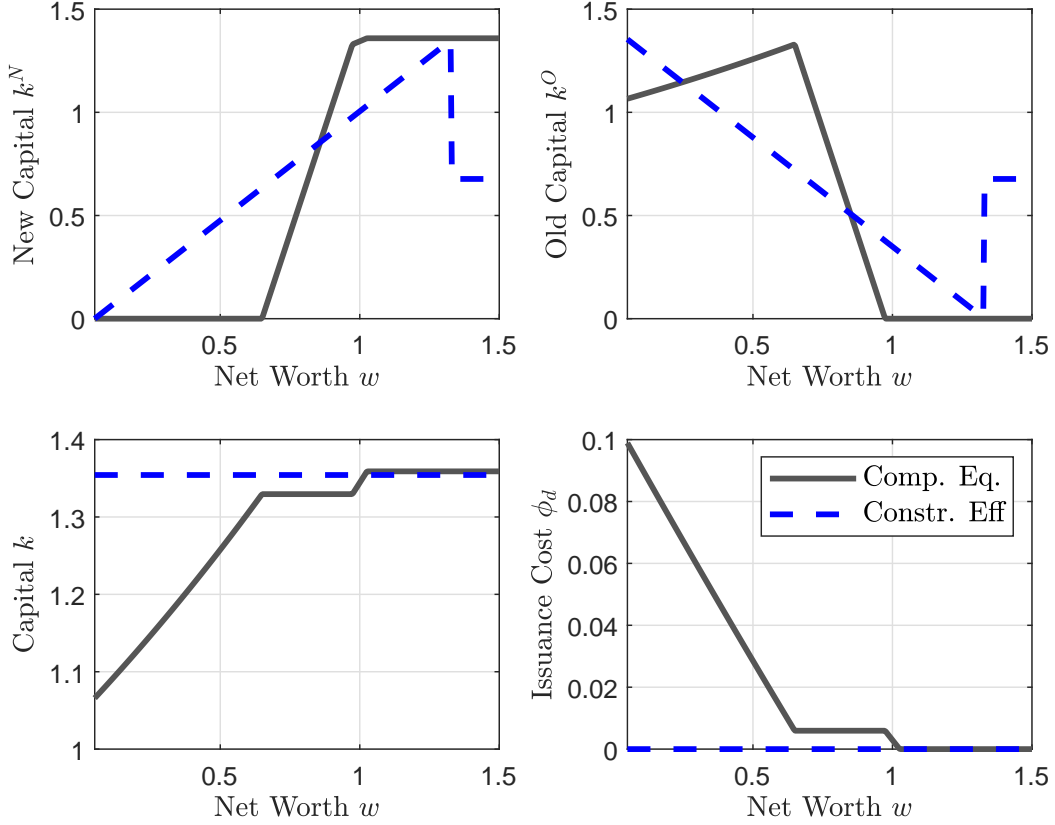 1.5
1
0.5
0
New Capital k^N
0.5 1 1.5
Net Worth w
1.5
1
0.5
0
Old Capital k^O
0.5 1 1.5
Net Worth w
1.4
1.3
1.2
1.1
1
Capital k
0.5 1 1.5
Net Worth w
0.1
0.08
0.06
0.04
0.02
0
Issuance Cost ϕ_d
Comp. Eq.
Constr. Eff
0.5 1 1.5
Net Worth w